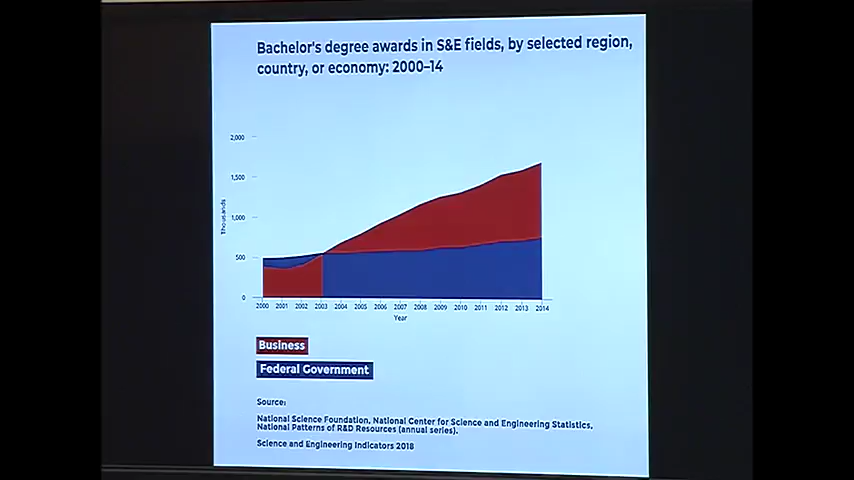 Bachelor's degree awards in S&E fields, by selected region,
country, or economy: 2000–14
2,000
1,500
1,000
500
0
Thousands
2000 2001 2002 2003 2004 2005 2006 2007 2008 2009 2010 2011 2012 2013 2014
Year
Business
Federal Government
Source:
National Science Foundation, National Center for Science and Engineering Statistics,
National Patterns of R&D Resources (annual series).
Science and Engineering Indicators 2018